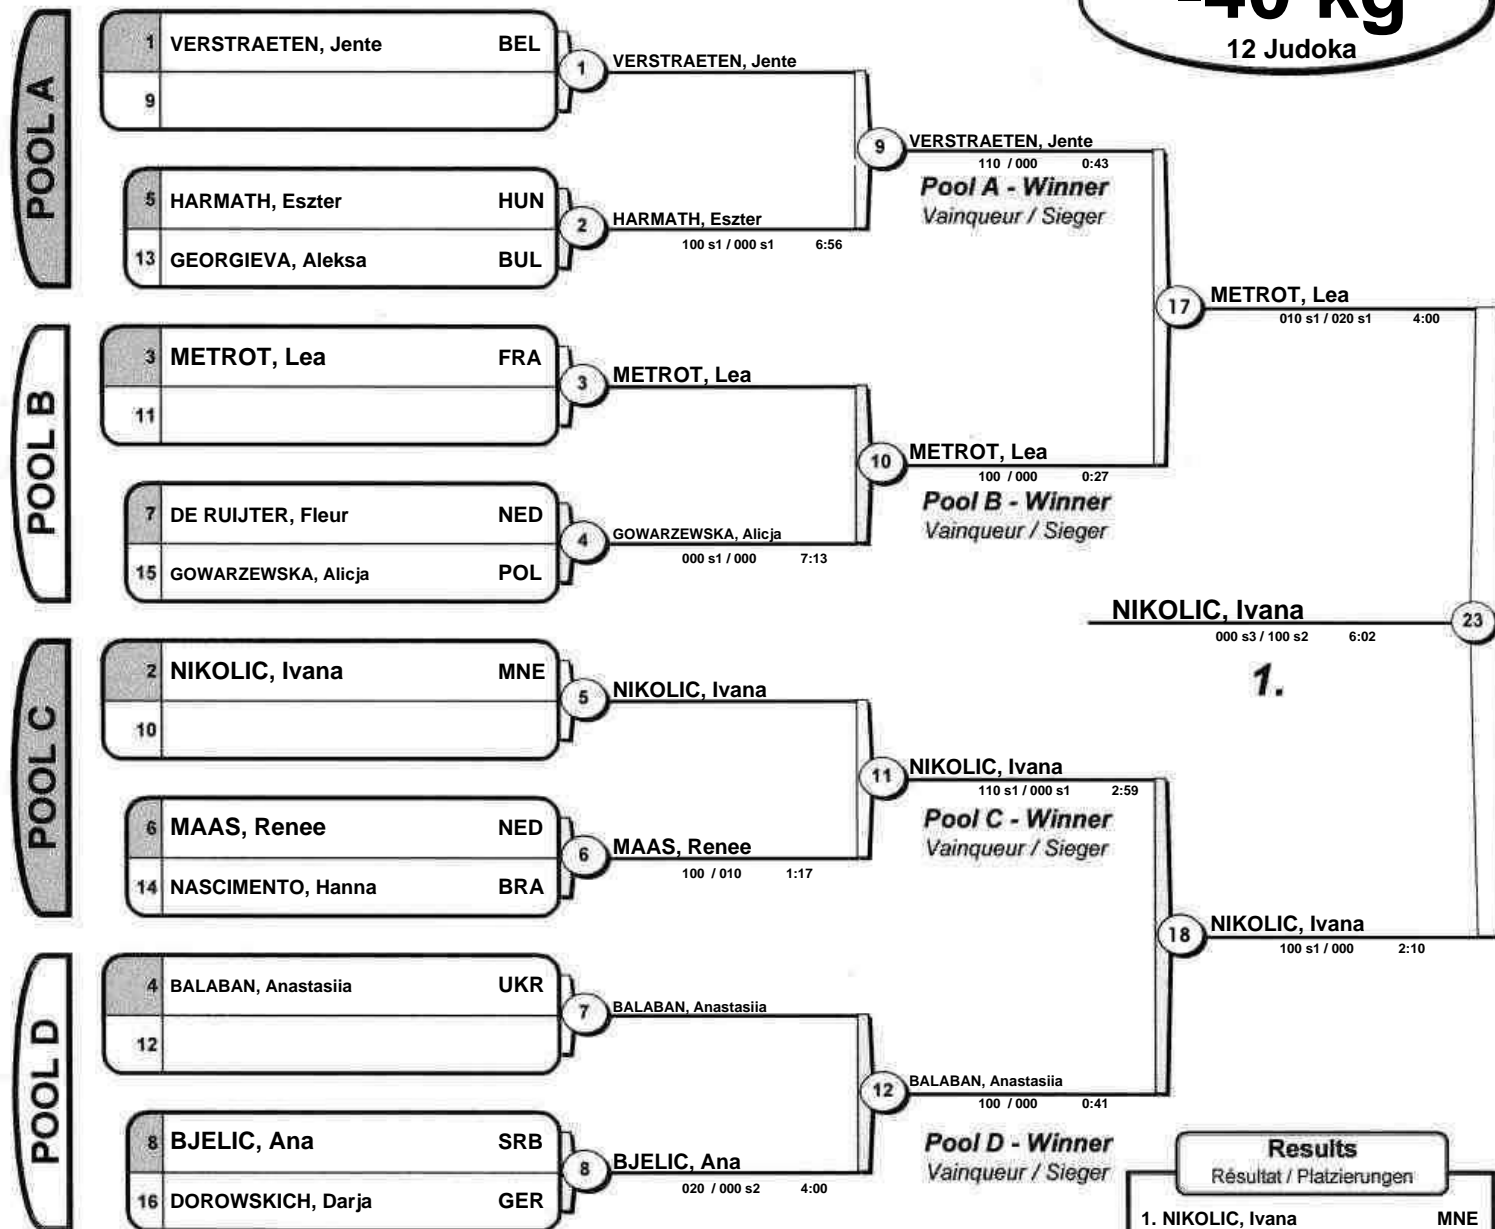 -40 kg
12 Judoka
POOL A
1 VERSTRAETEN, Jente BEL
9
1
VERSTRAETEN, Jente
5 HARMATH, Eszter HUN
13 GEORGIEVA, Aleksa BUL
2
HARMATH, Eszter
100 s1 / 000 s1 6:56
9
VERSTRAETEN, Jente
110 / 000 0:43
Pool A - Winner
Vainqueur / Sieger
POOL B
3 METROT, Lea FRA
11
3
METROT, Lea
7 DE RUIJTER, Fleur NED
15 GOWARZEWSKA, Alicja POL
4
GOWARZEWSKA, Alicja
000 s1 / 000 7:13
10
METROT, Lea
100 / 000 0:27
Pool B - Winner
Vainqueur / Sieger
17
METROT, Lea
010 s1 / 020 s1 4:00
NIKOLIC, Ivana
000 s3 / 100 s2 6:02
23
1.
POOL C
2 NIKOLIC, Ivana MNE
10
5
NIKOLIC, Ivana
6 MAAS, Renee NED
14 NASCIMENTO, Hanna BRA
6
MAAS, Renee
100 / 010 1:17
11
NIKOLIC, Ivana
110 s1 / 000 s1 2:59
Pool C - Winner
Vainqueur / Sieger
POOL D
4 BALABAN, Anastasiia UKR
12
7
BALABAN, Anastasiia
8 BJELIC, Ana SRB
16 DOROWSKICH, Darja GER
8
BJELIC, Ana
020 / 000 s2 4:00
12
BALABAN, Anastasiia
100 / 000 0:41
Pool D - Winner
Vainqueur / Sieger
18
NIKOLIC, Ivana
100 s1 / 000 2:10
Results
Résultat / Platzierungen
1. NIKOLIC, Ivana MNE